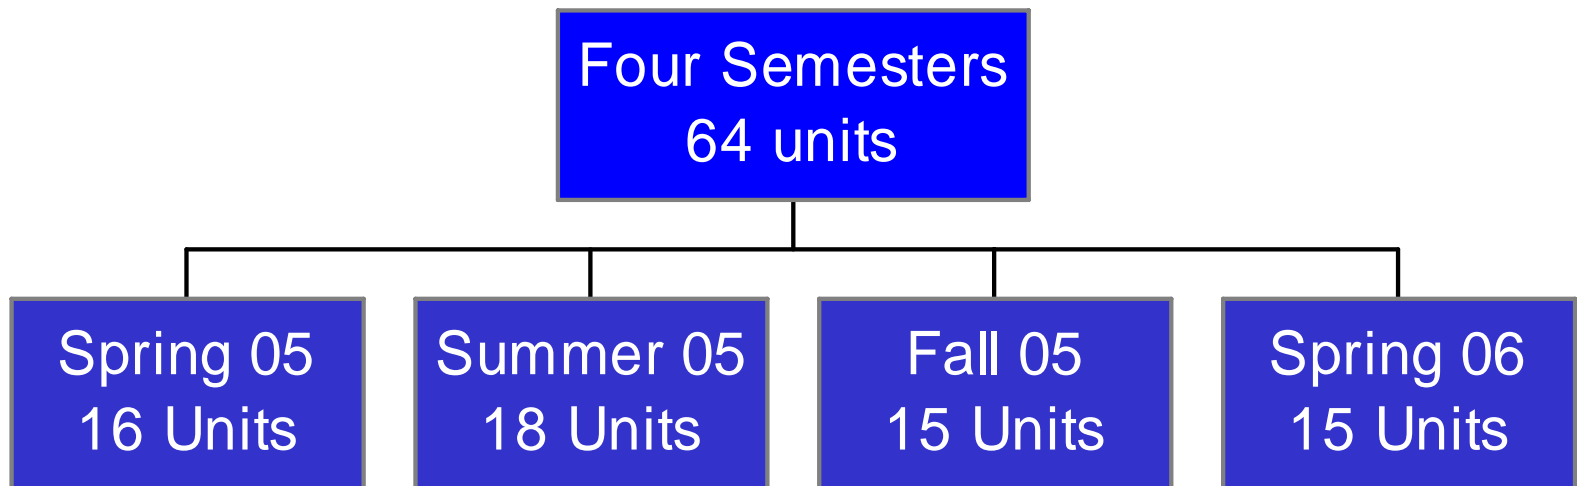 Four Semesters
64 units
Spring 05
16 Units
Summer 05
18 Units
Fall 05
15 Units
Spring 06
15 Units